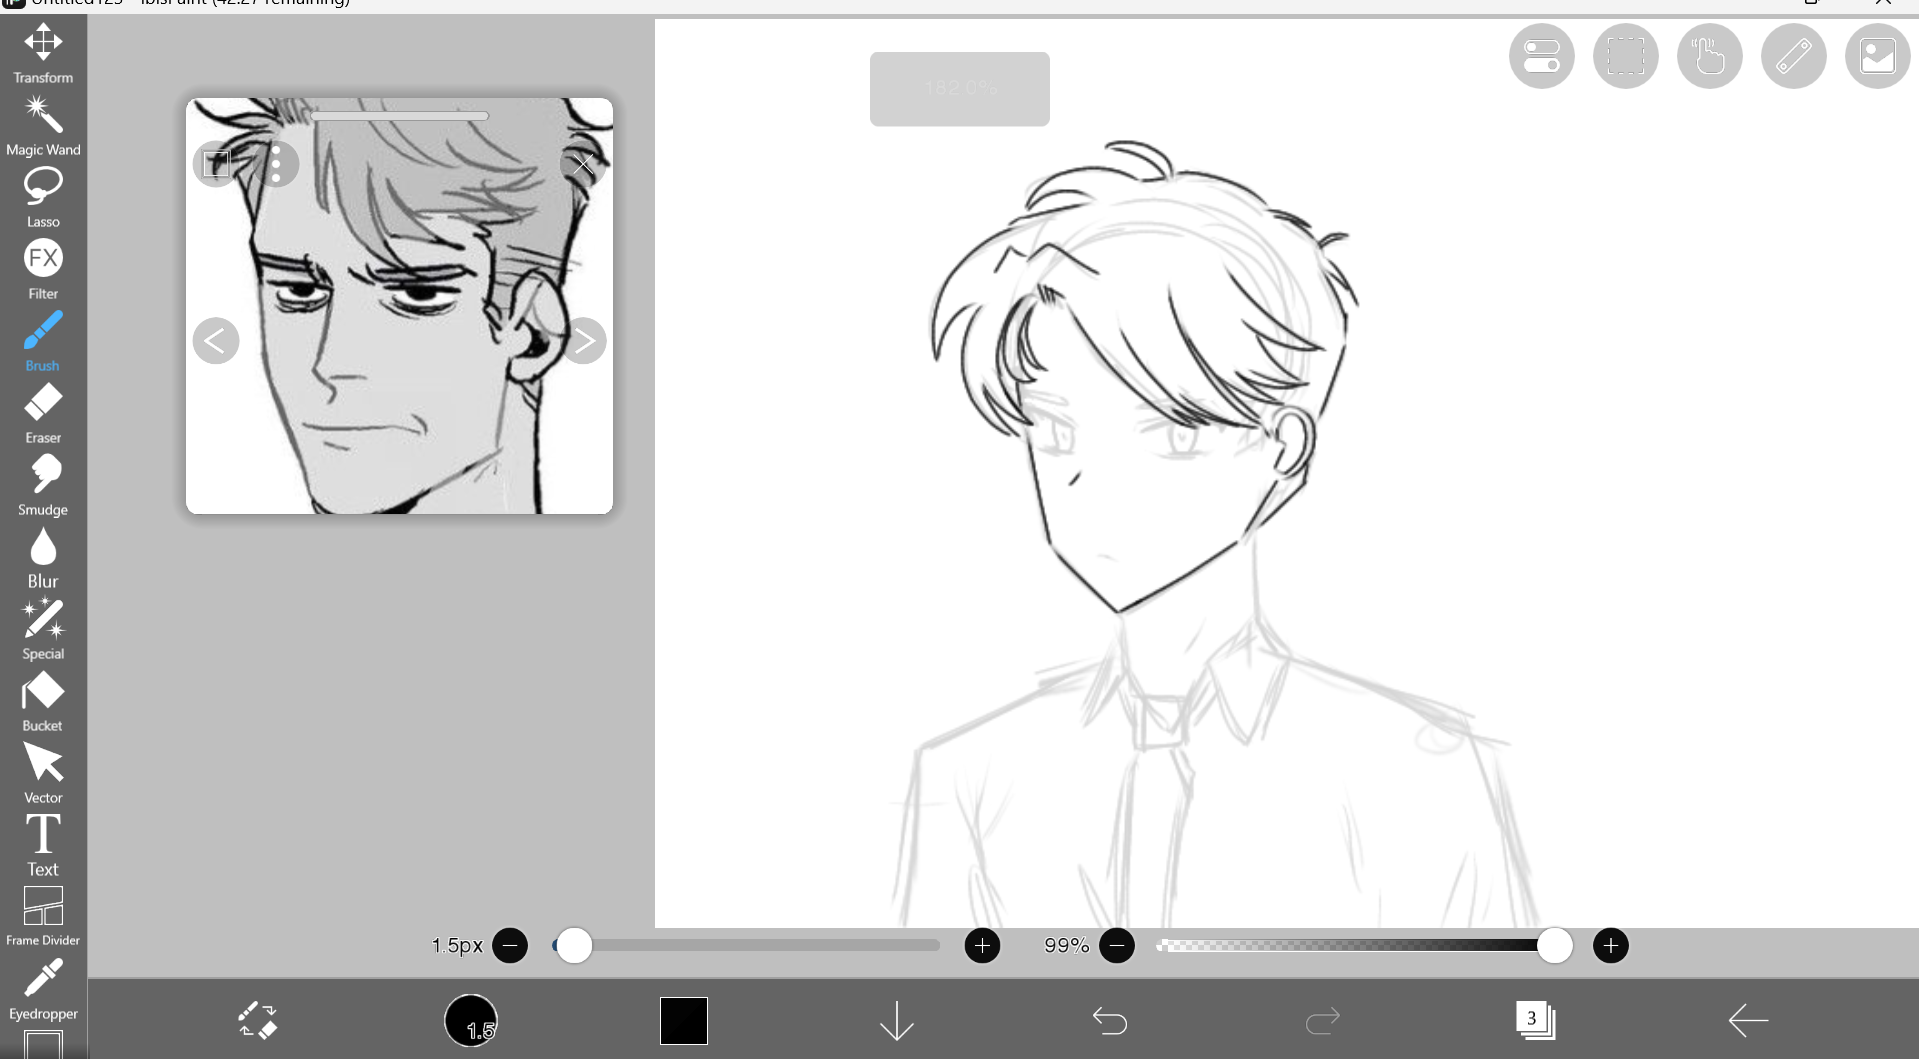 Untitled123 - ibisPaint (42:27 remaining)
182.0%
Transform
Magic Wand
Lasso
FX
Filter
Brush
Eraser
Smudge
Blur
Special
Bucket
Vector
T
Text
Frame Divider
Eyedropper
1.5px
99%
1.5
3